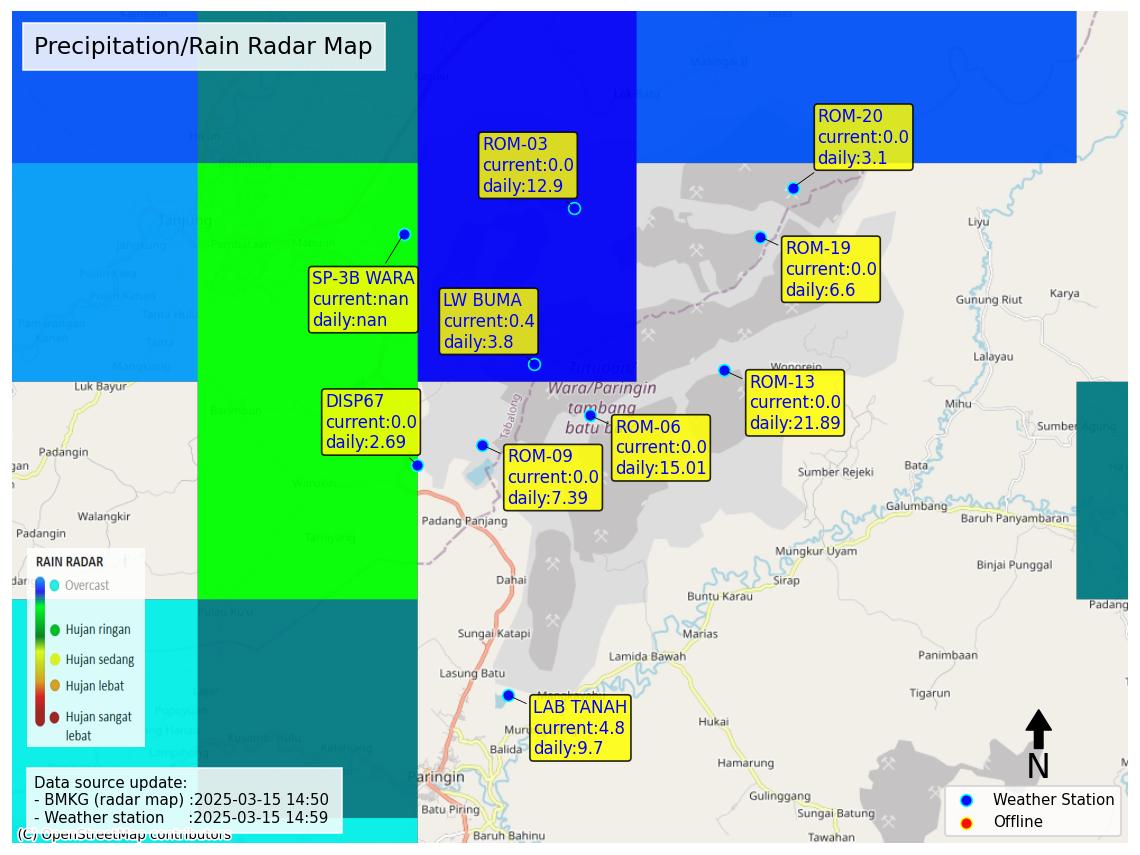 Precipitation/Rain Radar Map
ROM-20
current:0.0
daily:3.1
ROM-03
current:0.0
daily:12.9
Liyu
Tanjung
ROM-19
current:0.0
daily:6.6
SP-3B WARA
current:nan
daily:nan
LW BUMA
current:0.4
daily:3.8
Gunung Riut
Karya
Lalayau
Wonorejo
Luk Bayur
Wara/Paringin
tambang
batu b
Tabalong
ROM-13
current:0.0
daily:21.89
DISP67
current:0.0
daily:2.69
ROM-06
current:0.0
daily:15.01
Mihu
Sumber Agung
ROM-09
current:0.0
daily:7.39
Padangin
Sumber Rejeki
Bata
Galumbang
Walangkir
Padang Panjang
Baruh Panyambaran
Padangin
Mungkur Uyam
Binjai Punggal
RAIN RADAR
Overcast
Hujan ringan
Hujan sedang
Hujan lebat
Hujan sangat
lebat
Dahai
Sirap
Buntu Karau
Padang
Sungai Katapi
Marias
Lamida Bawah
Panimbaan
Lasung Batu
Tigarun
LAB TANAH
current:4.8
daily:9.7
Muru
Balida
Hukai
Hamarung
N
Paringin
Gulinggang
Batu Piring
Sungai Batung
Baruh Bahinu
Tawahan
Data source update:
- BMKG (radar map) :2025-03-15 14:50
- Weather station :2025-03-15 14:59
(C) OpenStreetMap contributors
Weather Station
Offline